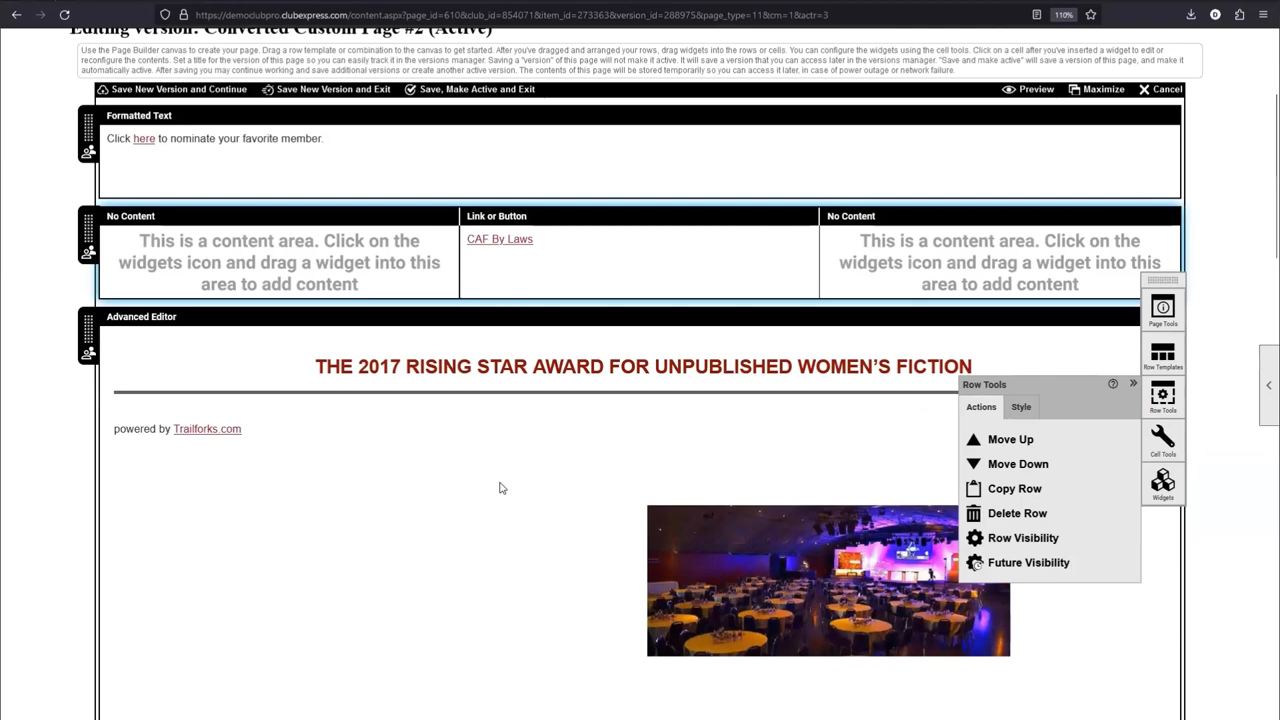 https://democlubpro.clubexpress.com/content.aspx?page_id=610&club_id=854071&item_id=273363&version_id=288975&page_type=11&tcm=1&actr=3
110%
Editing Version: Converted Custom Page #2 (Active)
Use the Page Builder canvas to create your page. Drag a row template or combination to the canvas to get started. After you've dragged and arranged your rows, drag widgets into the rows or cells. You can configure the widgets using the cell tools. Click on a cell after you've inserted a widget to edit or
reconfigure the contents. Set a title for the version of this page so you can easily track it in the versions manager. Saving a "version" of this page will not make it active. It will save a version that you can access later in the versions manager. "Save and make active" will save a version of this page, and make it
automatically active. After saving you may continue working and save additional versions or create another active version. The contents of this page will be stored temporarily so you can access it later, in case of power outage or network failure.
Save New Version and Continue Save New Version and Exit Save, Make Active and Exit Preview Maximize Cancel
Formatted Text
Click here to nominate your favorite member.
No Content Link or Button No Content
This is a content area. Click on the
widgets icon and drag a widget into this
area to add content
CAF By Laws
This is a content area. Click on the
widgets icon and drag a widget into this
area to add content
Advanced Editor
THE 2017 RISING STAR AWARD FOR UNPUBLISHED WOMEN'S FICTION
powered by Trailforks.com
Page Tools
Row Templates
Row Tools
Cell Tools
Widgets
Row Tools
Actions Style
Move Up
Move Down
Copy Row
Delete Row
Row Visibility
Future Visibility